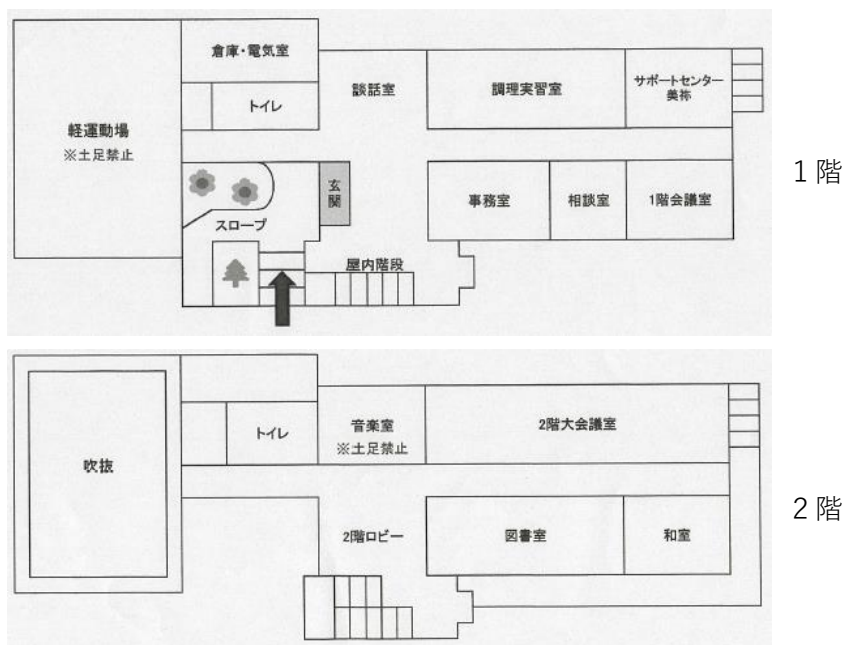 倉庫・電気室
トイレ
談話室
調理実習室
サポートセンター
美祢
軽運動場
※土足禁止
玄関
スロープ
事務室
相談室
1階会議室
屋内階段
1階
吹抜
トイレ
音楽室
※土足禁止
2階大会議室
2階ロビー
図書室
和室
2階